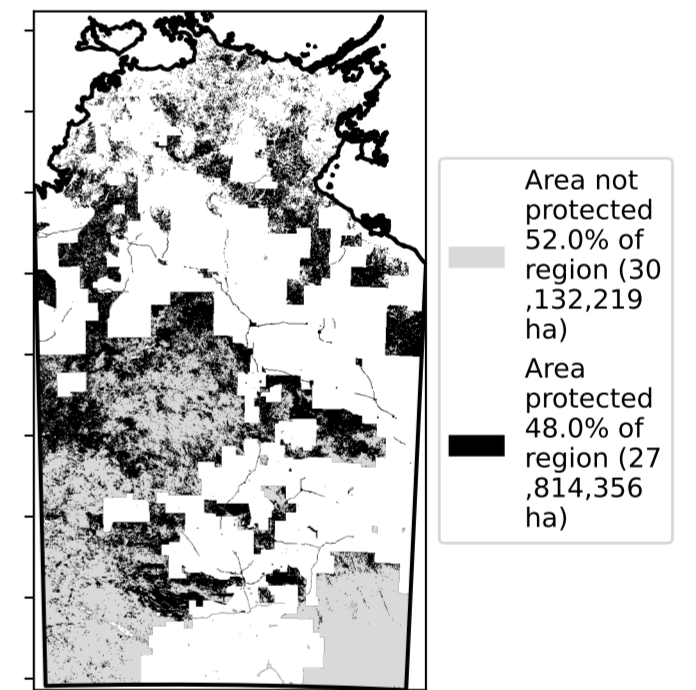 Area not
protected
52.0% of
region (30
,132,219
ha)
Area
protected
48.0% of
region (27
,814,356
ha)